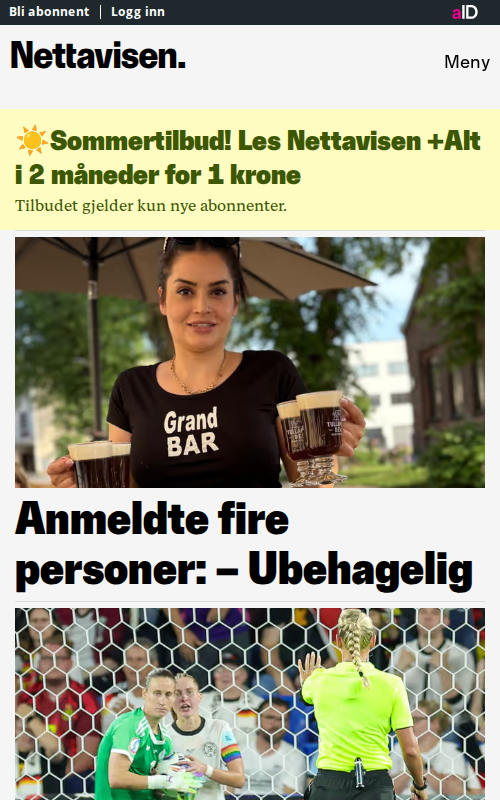 Bli abonnent
Logg inn
aID
Nettavisen.
Meny
☀️Sommertilbud! Les Nettavisen +Alt
i 2 måneder for 1 krone
Tilbudet gjelder kun nye abonnenter.
Grand
BAR
Anmeldte fire
personer: – Ubehagelig